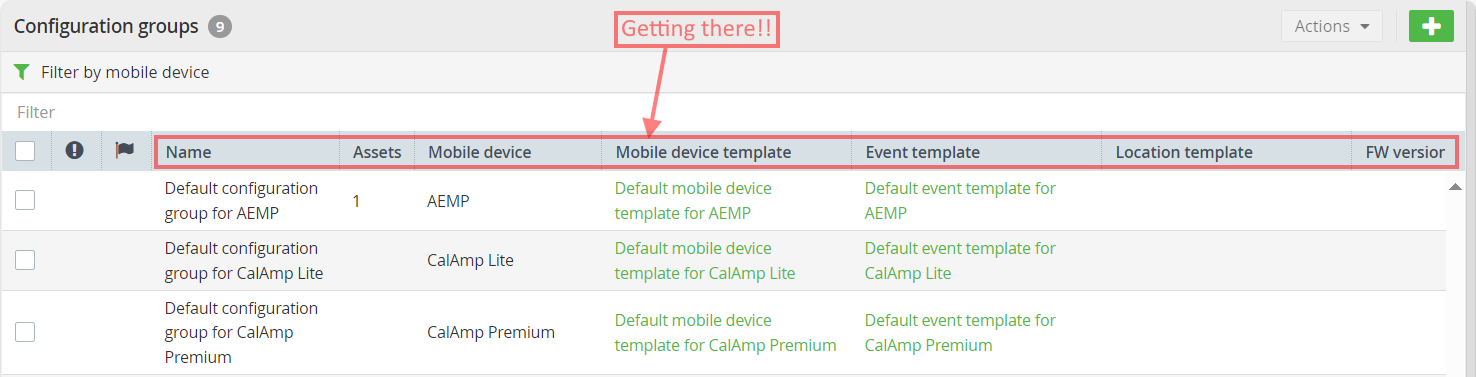 Configuration groups 9
Getting there!!
Actions
Filter by mobile device
Filter
Name Assets Mobile device Mobile device template Event template Location template FW version
Default configuration group for AEMP 1 AEMP Default mobile device template for AEMP Default event template for AEMP
Default configuration group for CalAmp Lite CalAmp Lite Default mobile device template for CalAmp Lite Default event template for CalAmp Lite
Default configuration group for CalAmp Premium CalAmp Premium Default mobile device template for CalAmp Premium Default event template for CalAmp Premium